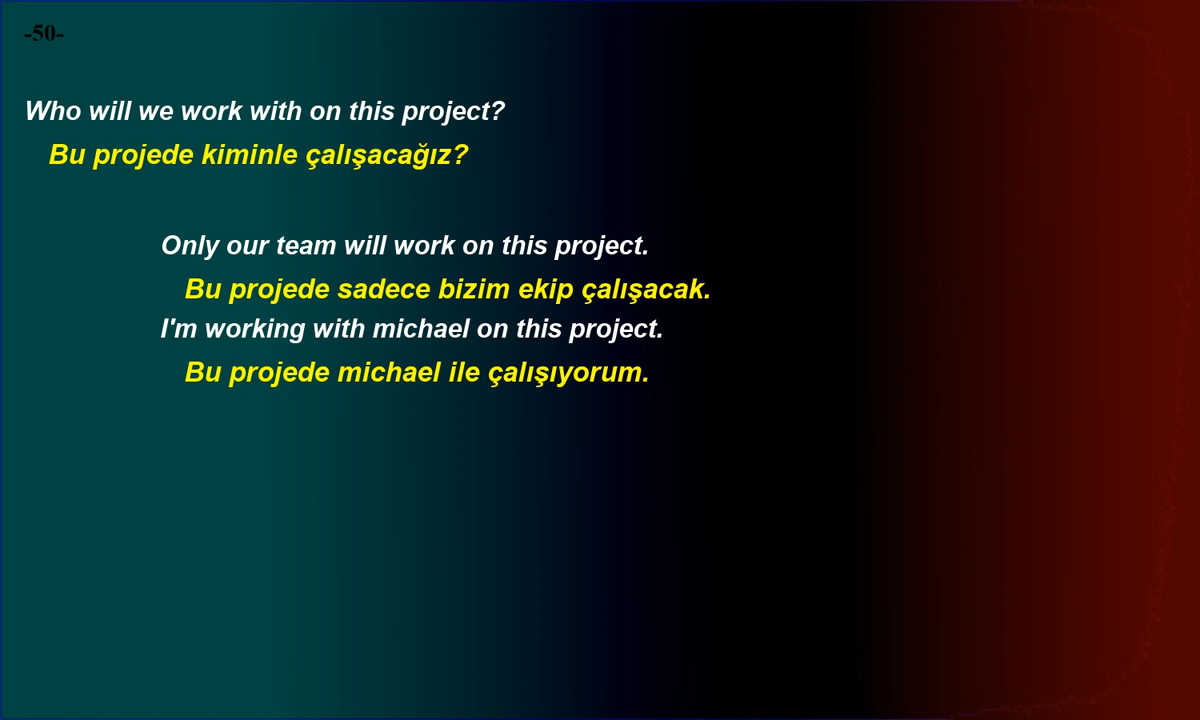 -50-
Who will we work with on this project?
Bu projede kiminle çalışacağız?
Only our team will work on this project.
Bu projede sadece bizim ekip çalışacak.
I'm working with michael on this project.
Bu projede michael ile çalışıyorum.